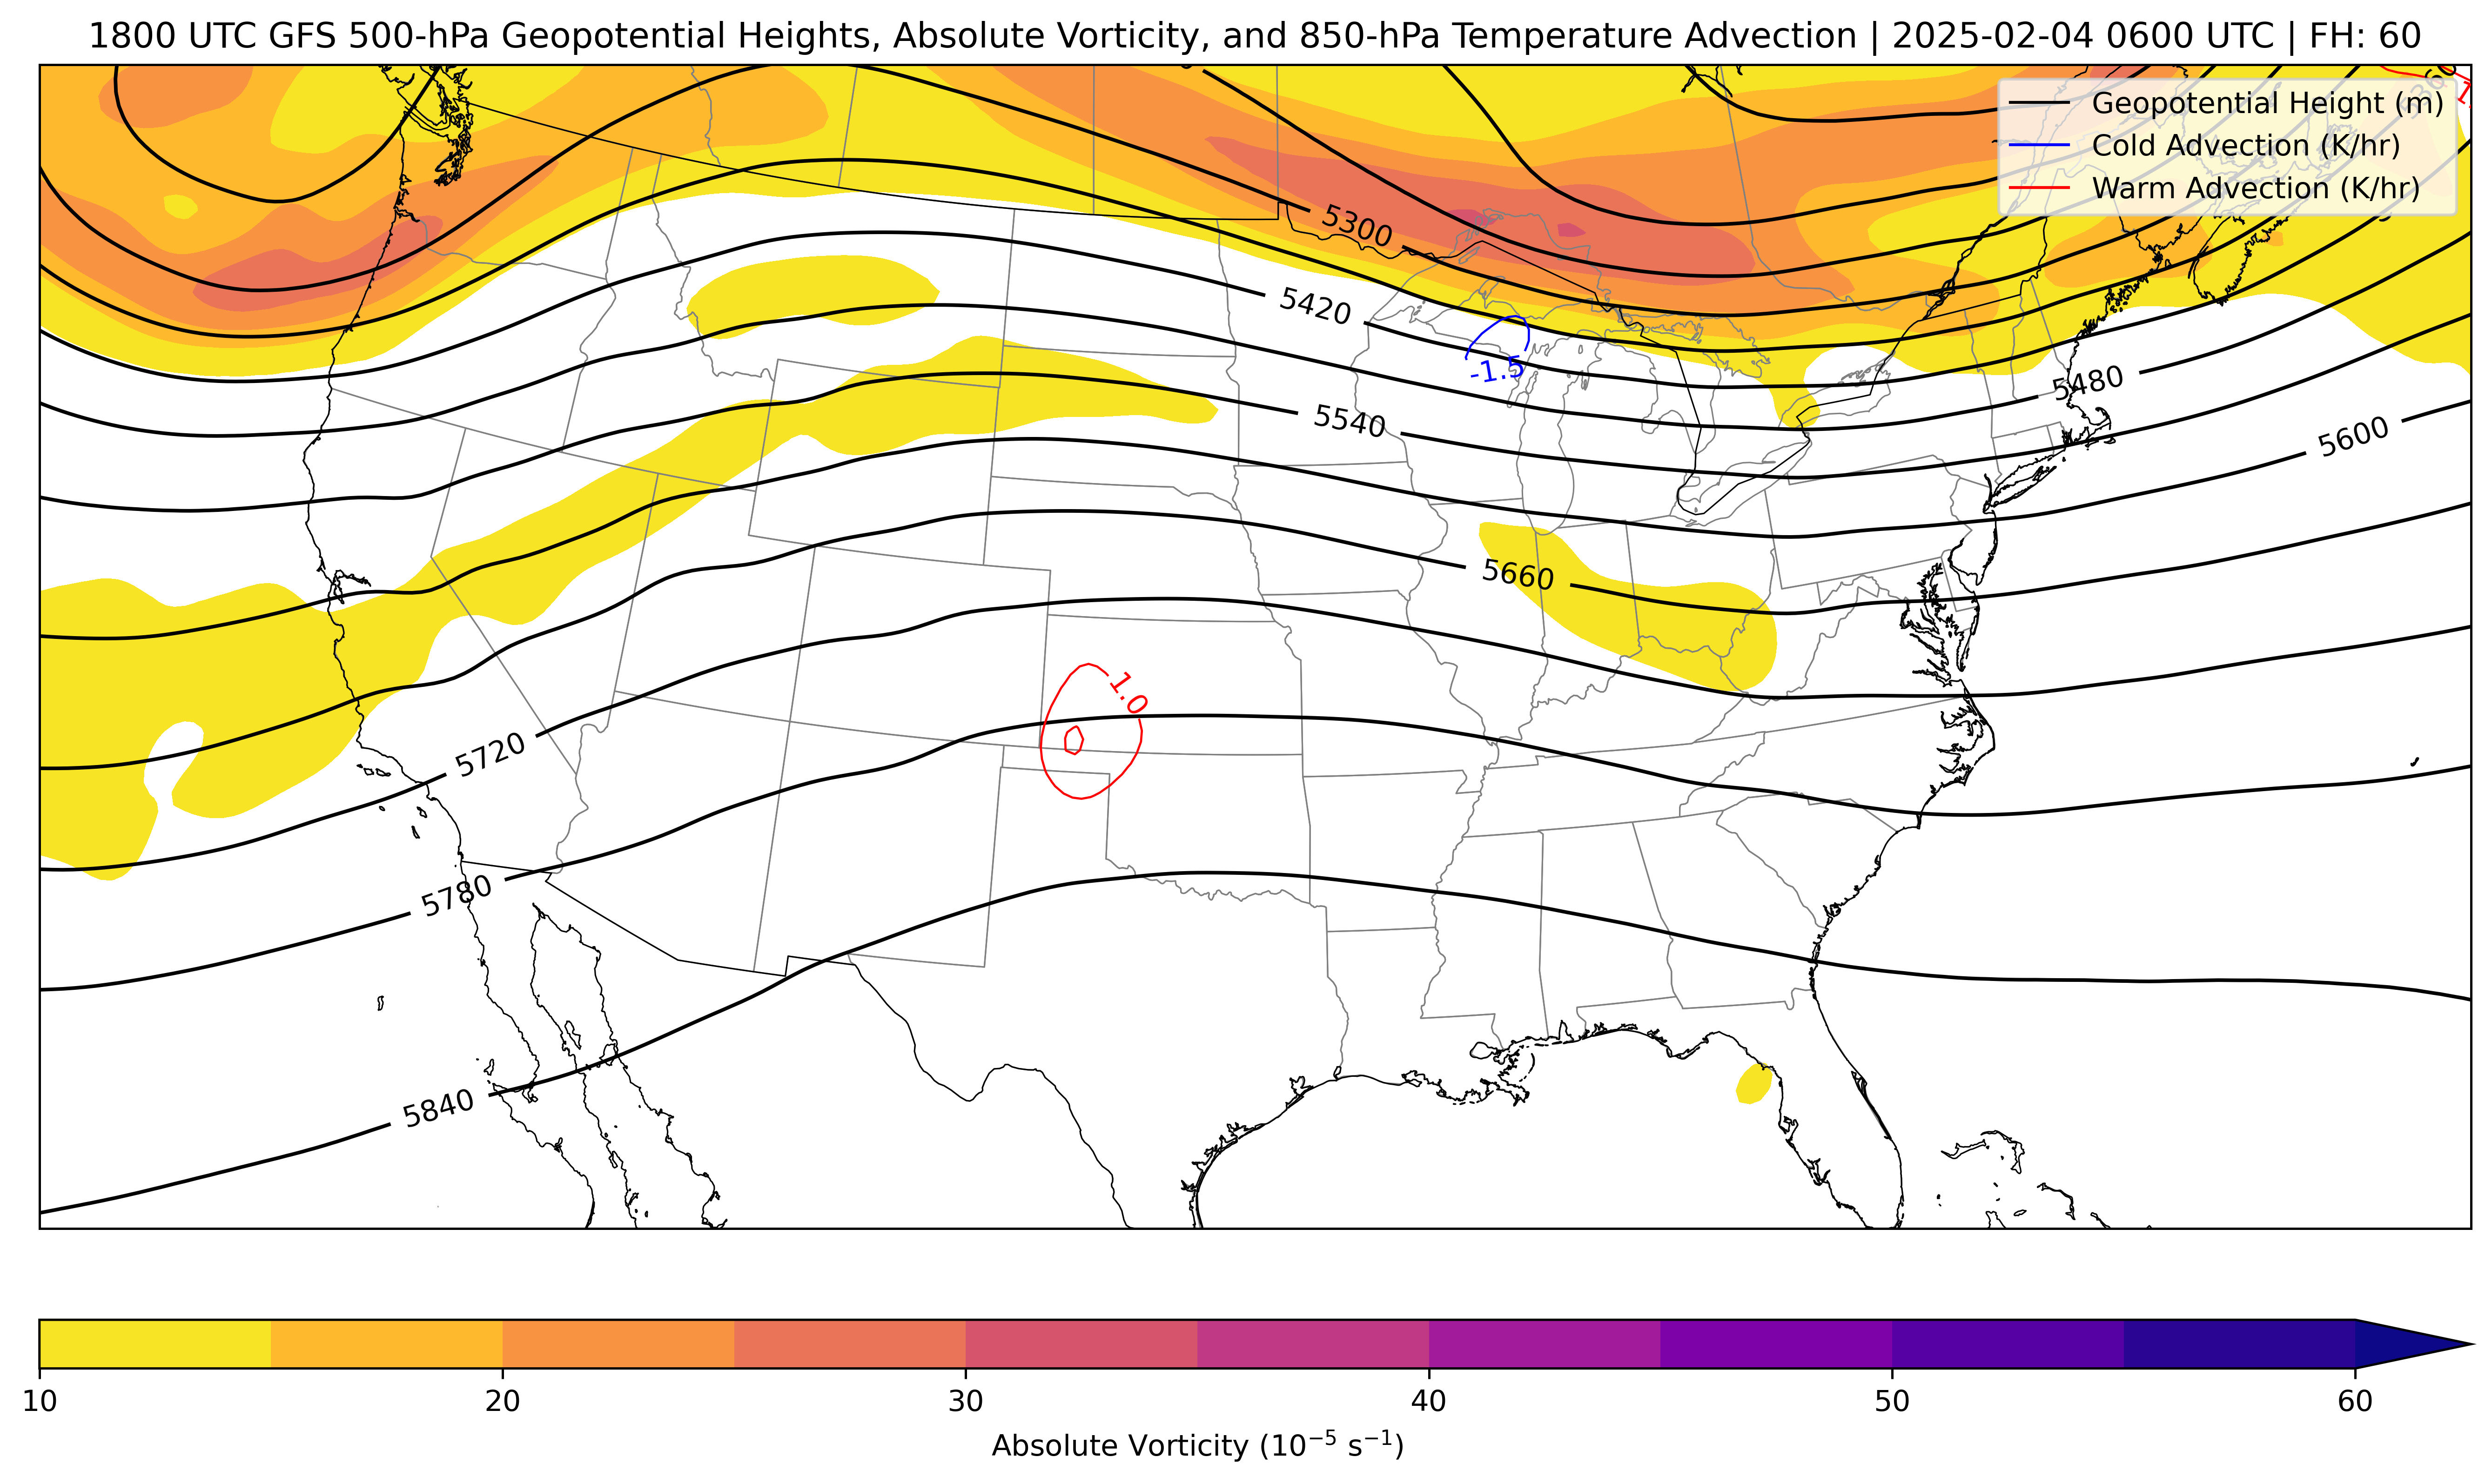 1800 UTC GFS 500-hPa Geopotential Heights, Absolute Vorticity, and 850-hPa Temperature Advection | 2025-02-04 0600 UTC | FH: 60
Geopotential Height (m)
Cold Advection (K/hr)
Warm Advection (K/hr)
5300
5420
-1.5
5480
5540
5600
5660
1.0
5720
5780
5840
10 20 30 40 50 60
Absolute Vorticity (10⁻⁵ s⁻¹)